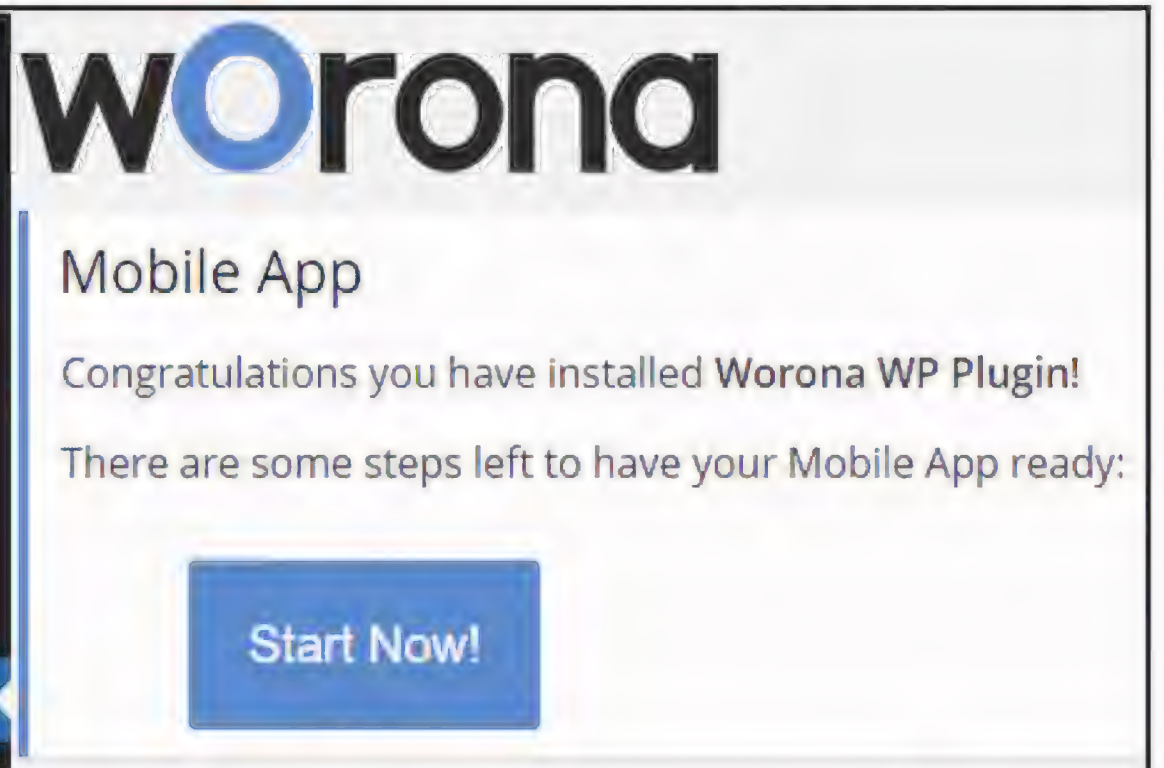 worona
Mobile App
Congratulations you have installed Worona WP Plugin!
There are some steps left to have your Mobile App ready:
Start Now!